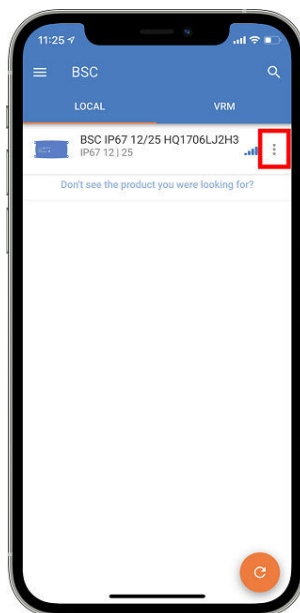 11:25
BSC
LOCAL VRM
BSC IP67 12/25 HQ1706LJ2H3
IP67 12 | 25
Don't see the product you were looking for?